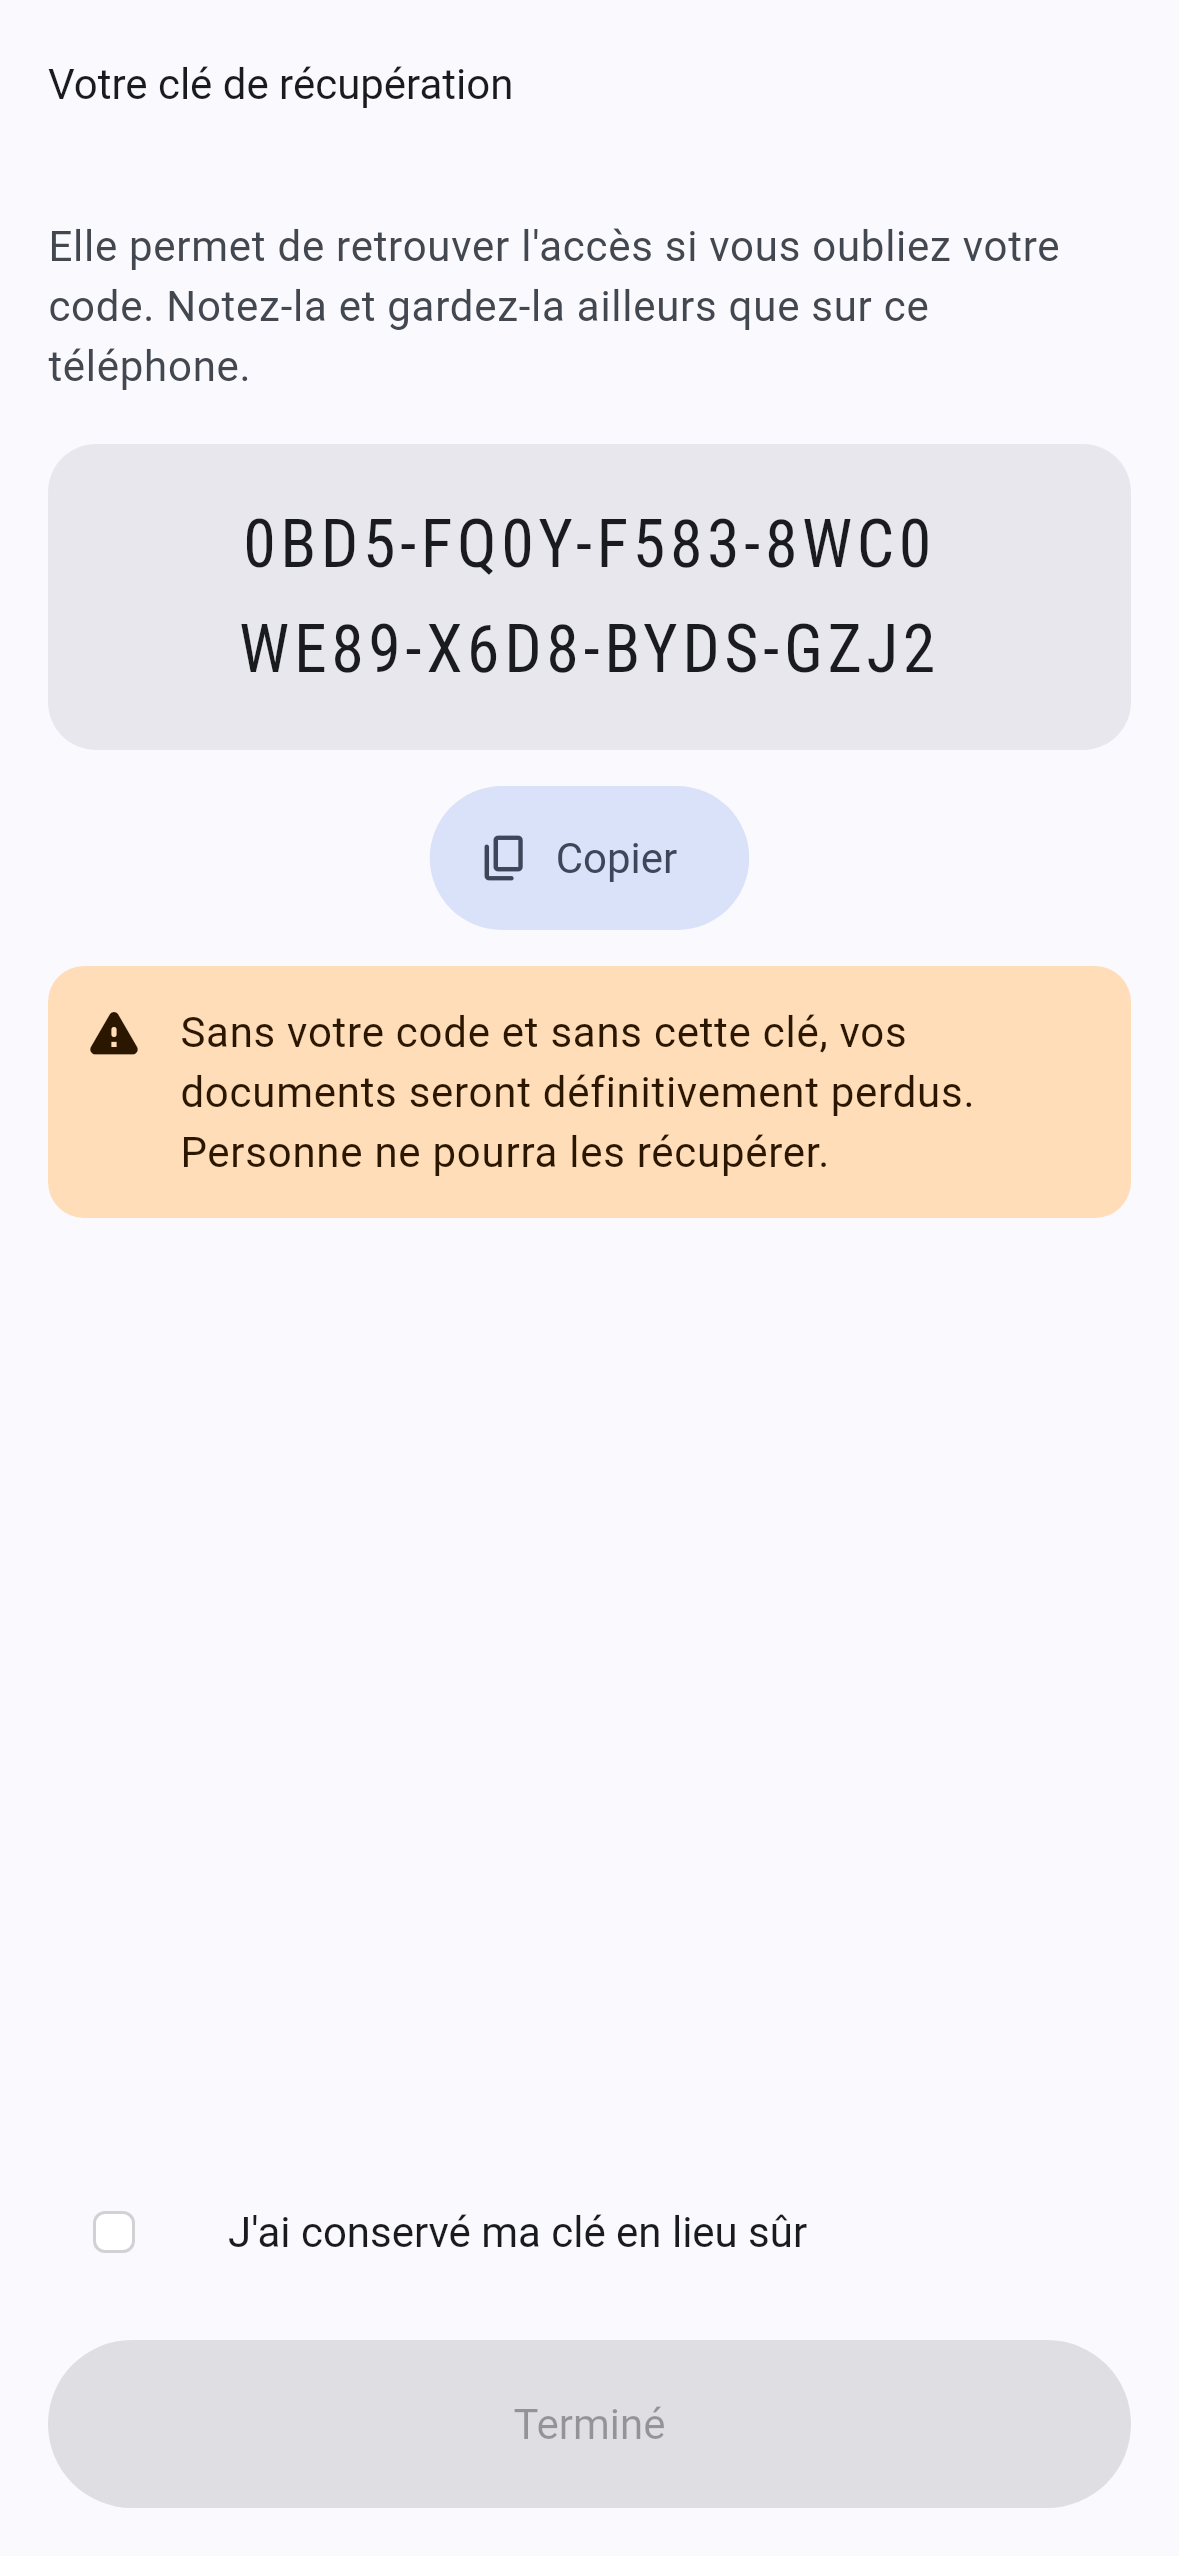 Votre clé de récupération
Elle permet de retrouver l'accès si vous oubliez votre
code. Notez-la et gardez-la ailleurs que sur ce
téléphone.
0BD5-FQ0Y-F583-8WC0
WE89-X6D8-BYDS-GZJ2
Copier
Sans votre code et sans cette clé, vos
documents seront définitivement perdus.
Personne ne pourra les récupérer.
J'ai conservé ma clé en lieu sûr
Terminé